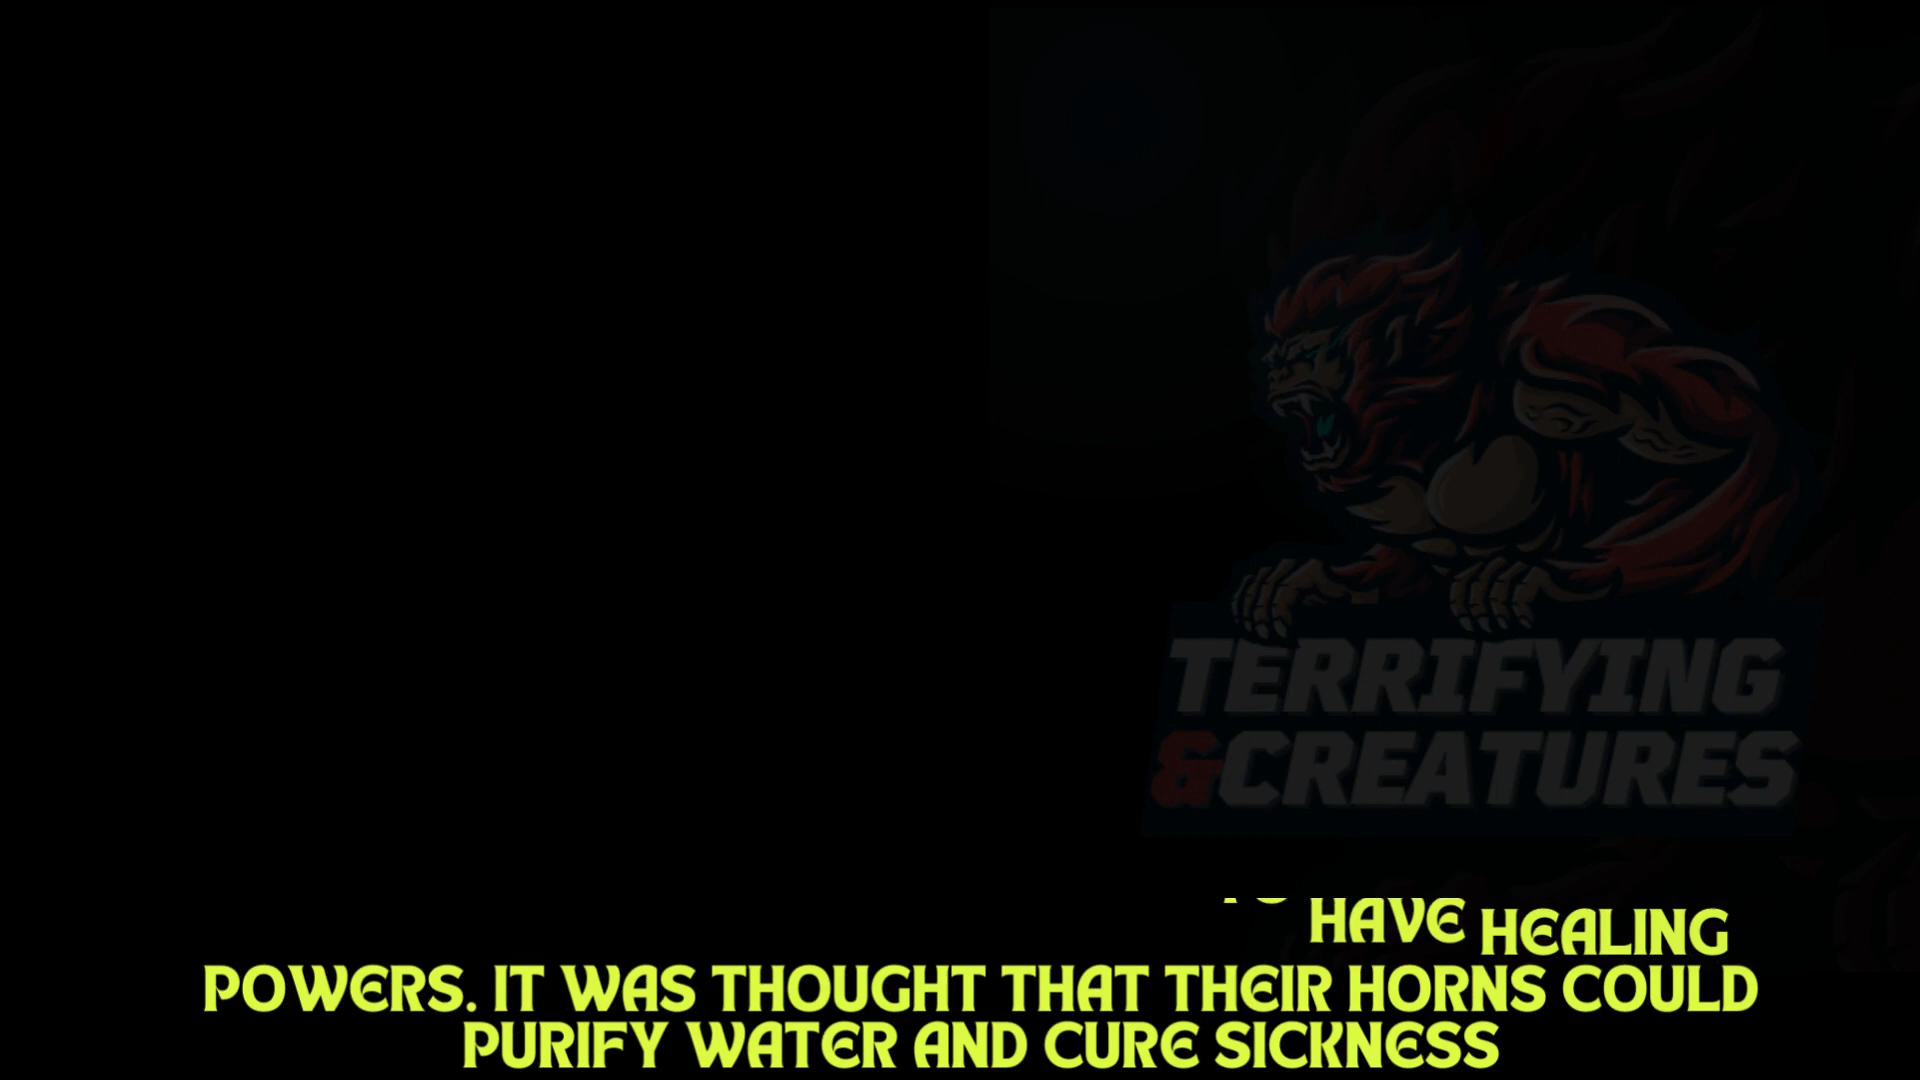 TERRIFYING
&CREATURES
HAVE HEALING
POWERS. IT WAS THOUGHT THAT THEIR HORNS COULD
PURIFY WATER AND CURE SICKNESS